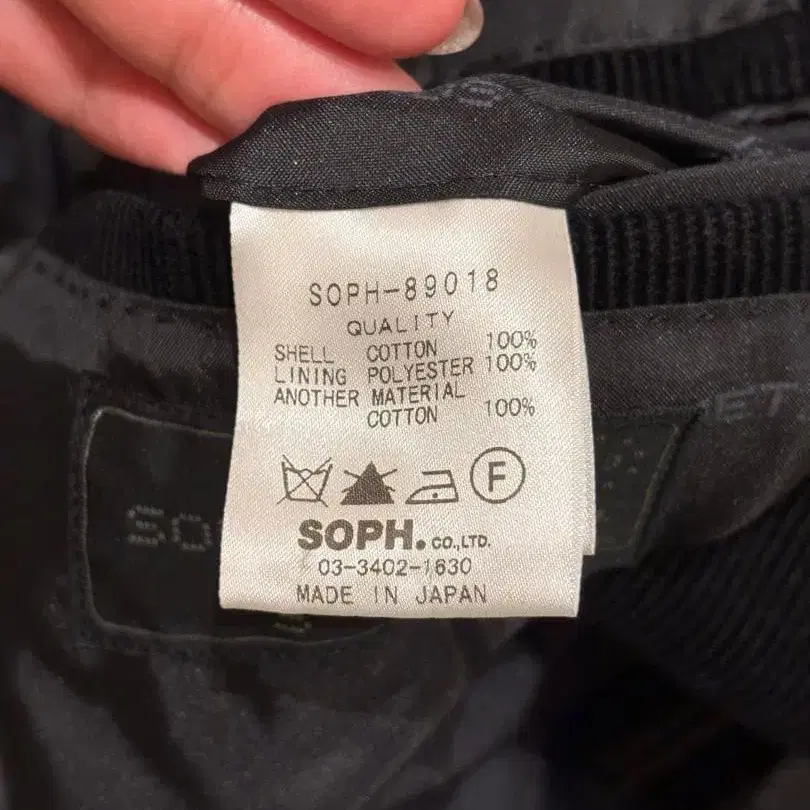 SOPH-89018
QUALITY
SHELL COTTON 100%
LINING POLYESTER 100%
ANOTHER MATERIAL
COTTON 100%
F
SOPH. CO.,LTD.
03-3402-1630
MADE IN JAPAN